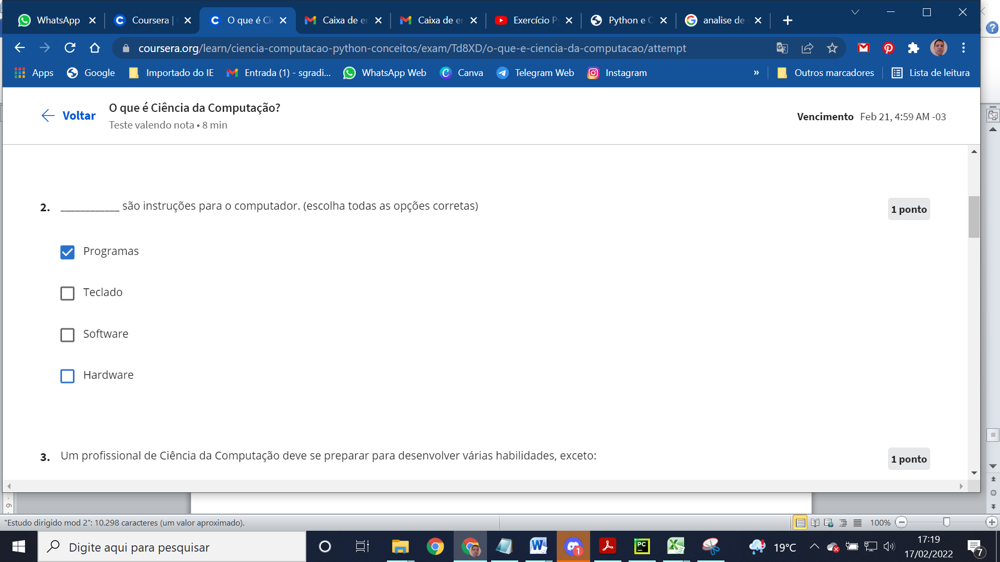 WhatsApp
Coursera |
O que é Ci
Caixa de er
Caixa de er
Exercício P
Python e C
analise de
coursera.org/learn/ciencia-computacao-python-conceitos/exam/Td8XD/o-que-e-ciencia-da-computacao/attempt
Apps
Google
Importado do IE
Entrada (1) - sgradi...
WhatsApp Web
Canva
Telegram Web
Instagram
»
Outros marcadores
Lista de leitura
Voltar
O que é Ciência da Computação?
Teste valendo nota • 8 min
Vencimento Feb 21, 4:59 AM -03
2. ____________ são instruções para o computador. (escolha todas as opções corretas)
1 ponto
Programas
Teclado
Software
Hardware
3. Um profissional de Ciência da Computação deve se preparar para desenvolver várias habilidades, exceto:
1 ponto
"Estudo dirigido mod 2": 10.298 caracteres (um valor aproximado).
100%
Digite aqui para pesquisar
W
1
PC
X
19°C
17:19
17/02/2022
7